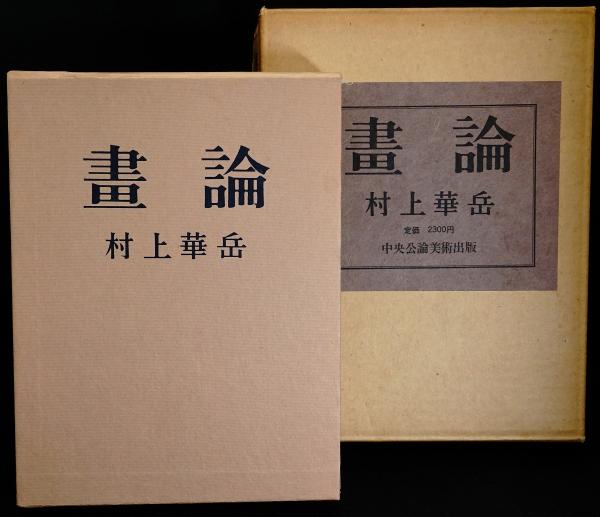 畫論
村上華岳
畫論
村上華岳
定価 2300円
中央公論美術出版